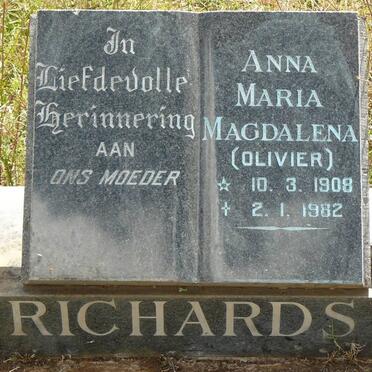 In
Liefdevolle
Herinnering
AAN
ONS MOEDER
ANNA
MARIA
MAGDALENA
(OLIVIER)
☆ 10. 3. 1908
✝ 2. 1. 1982
RICHARDS